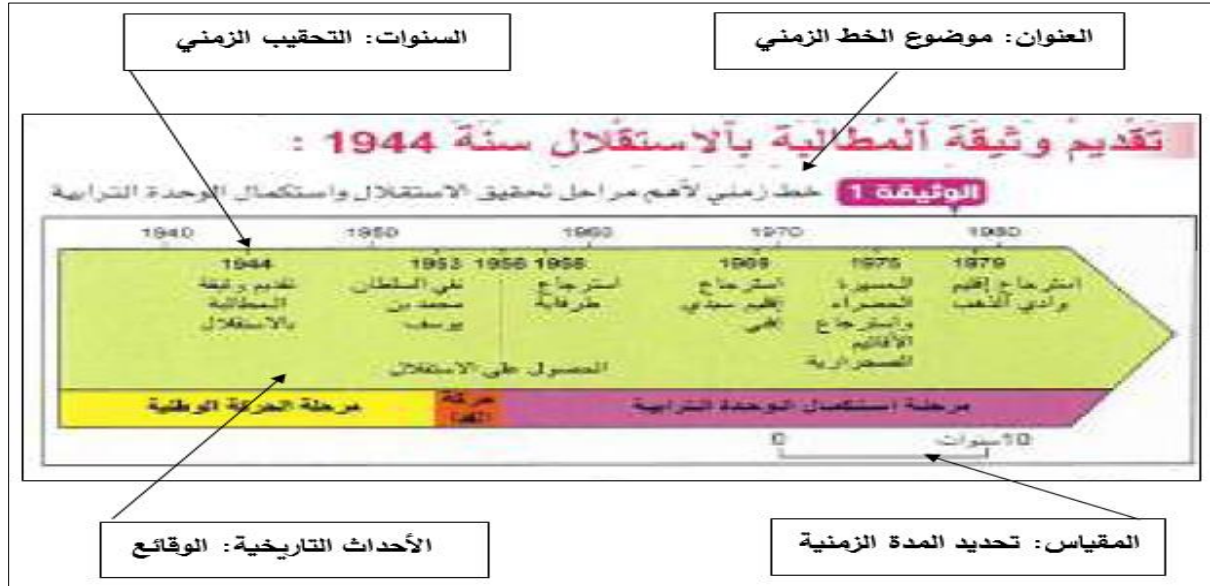 العنوان: موضوع الخط الزمني
السنوات: التحقيب الزمني
تقديم وثيقة المطالبة بالاستقلال سنة 1944 :
الوثيقة 1 خط زمني لأهم مراحل تحقيق الاستقلال واستكمال الوحدة الترابية
1940 1950 1960 1970 1980
1944 1953 1956 1958 1969 1975 1979
تقديم وثيقة
المطالبة
بالاستقلال
نفي السلطان
محمد بن
يوسف
الحصول على الاستقلال
استرجاع
طرفاية
استرجاع
إقليم سيدي
إفني
المسيرة
الخضراء
واسترجاع
الأقاليم
الصحراوية
استرجاع إقليم
وادي الذهب
مرحلة الحركة الوطنية
حركة
مرحلة استكمال الوحدة الترابية
0 10 سنوات
الأحداث التاريخية: الوقائع
المقياس: تحديد المدة الزمنية